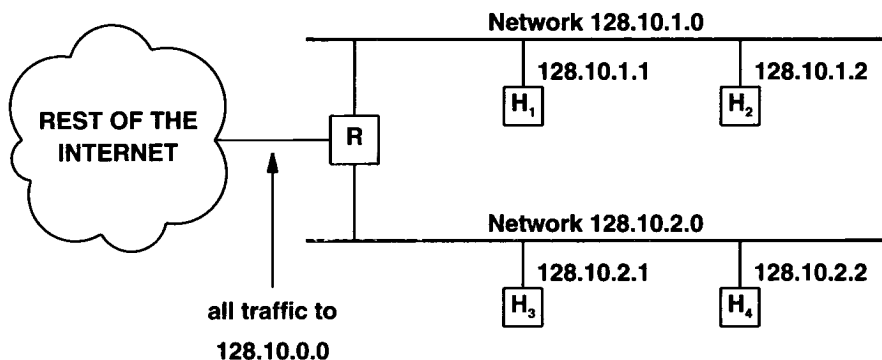 Network 128.10.1.0
128.10.1.1
128.10.1.2
H₁
H₂
REST OF THE
INTERNET
R
Network 128.10.2.0
128.10.2.1
128.10.2.2
H₃
H₄
all traffic to
128.10.0.0